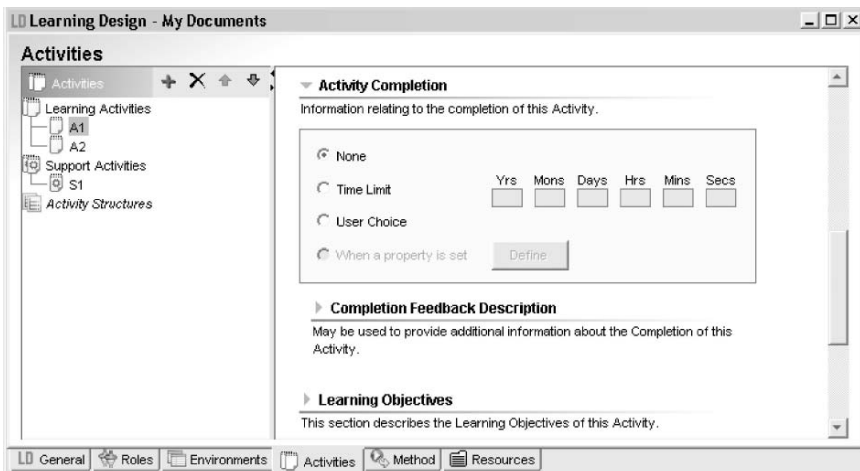 LD Learning Design - My Documents
Activities
Activities
Learning Activities
A1
A2
Support Activities
S1
Activity Structures
Activity Completion
Information relating to the completion of this Activity.
None
Time Limit
Yrs Mons Days Hrs Mins Secs
User Choice
When a property is set
Define
Completion Feedback Description
May be used to provide additional information about the Completion of this
Activity.
Learning Objectives
This section describes the Learning Objectives of this Activity.
LD General Roles Environments Activities Method Resources